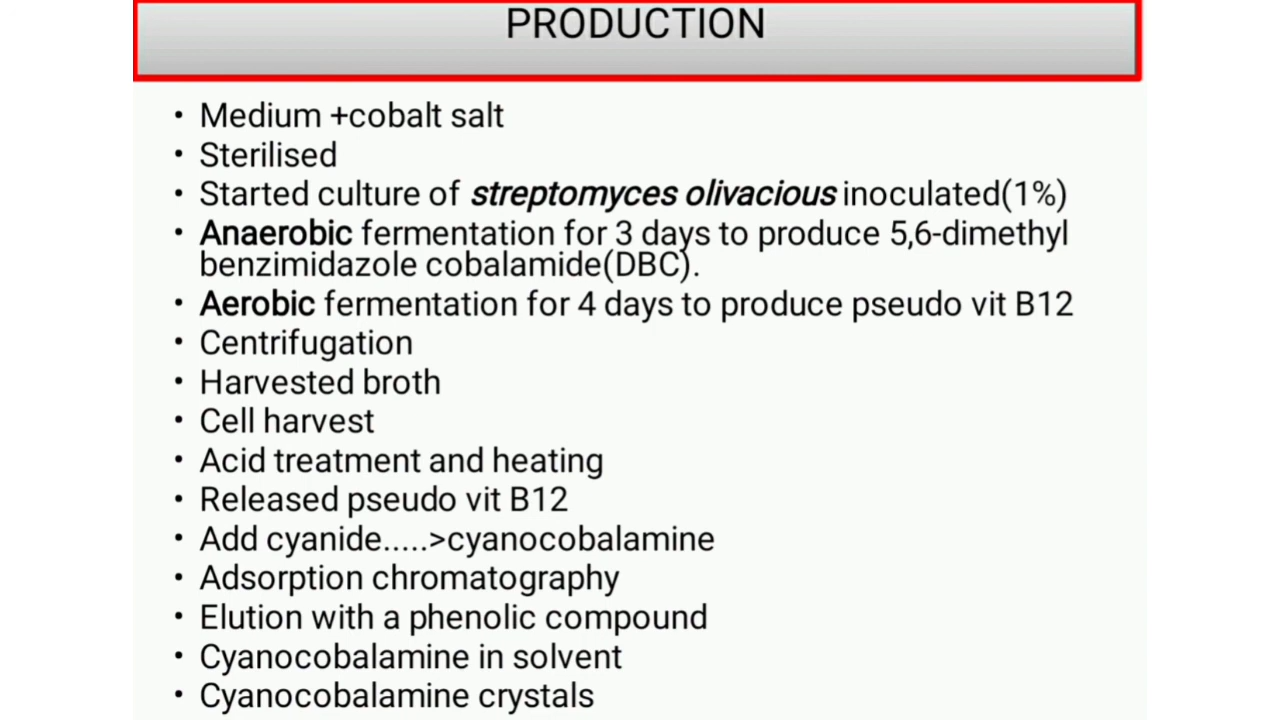 PRODUCTION
• Medium +cobalt salt
• Sterilised
• Started culture of streptomyces olivacious inoculated(1%)
• Anaerobic fermentation for 3 days to produce 5,6-dimethyl
benzimidazole cobalamide(DBC).
• Aerobic fermentation for 4 days to produce pseudo vit B12
• Centrifugation
• Harvested broth
• Cell harvest
• Acid treatment and heating
• Released pseudo vit B12
• Add cyanide.....>cyanocobalamine
• Adsorption chromatography
• Elution with a phenolic compound
• Cyanocobalamine in solvent
• Cyanocobalamine crystals